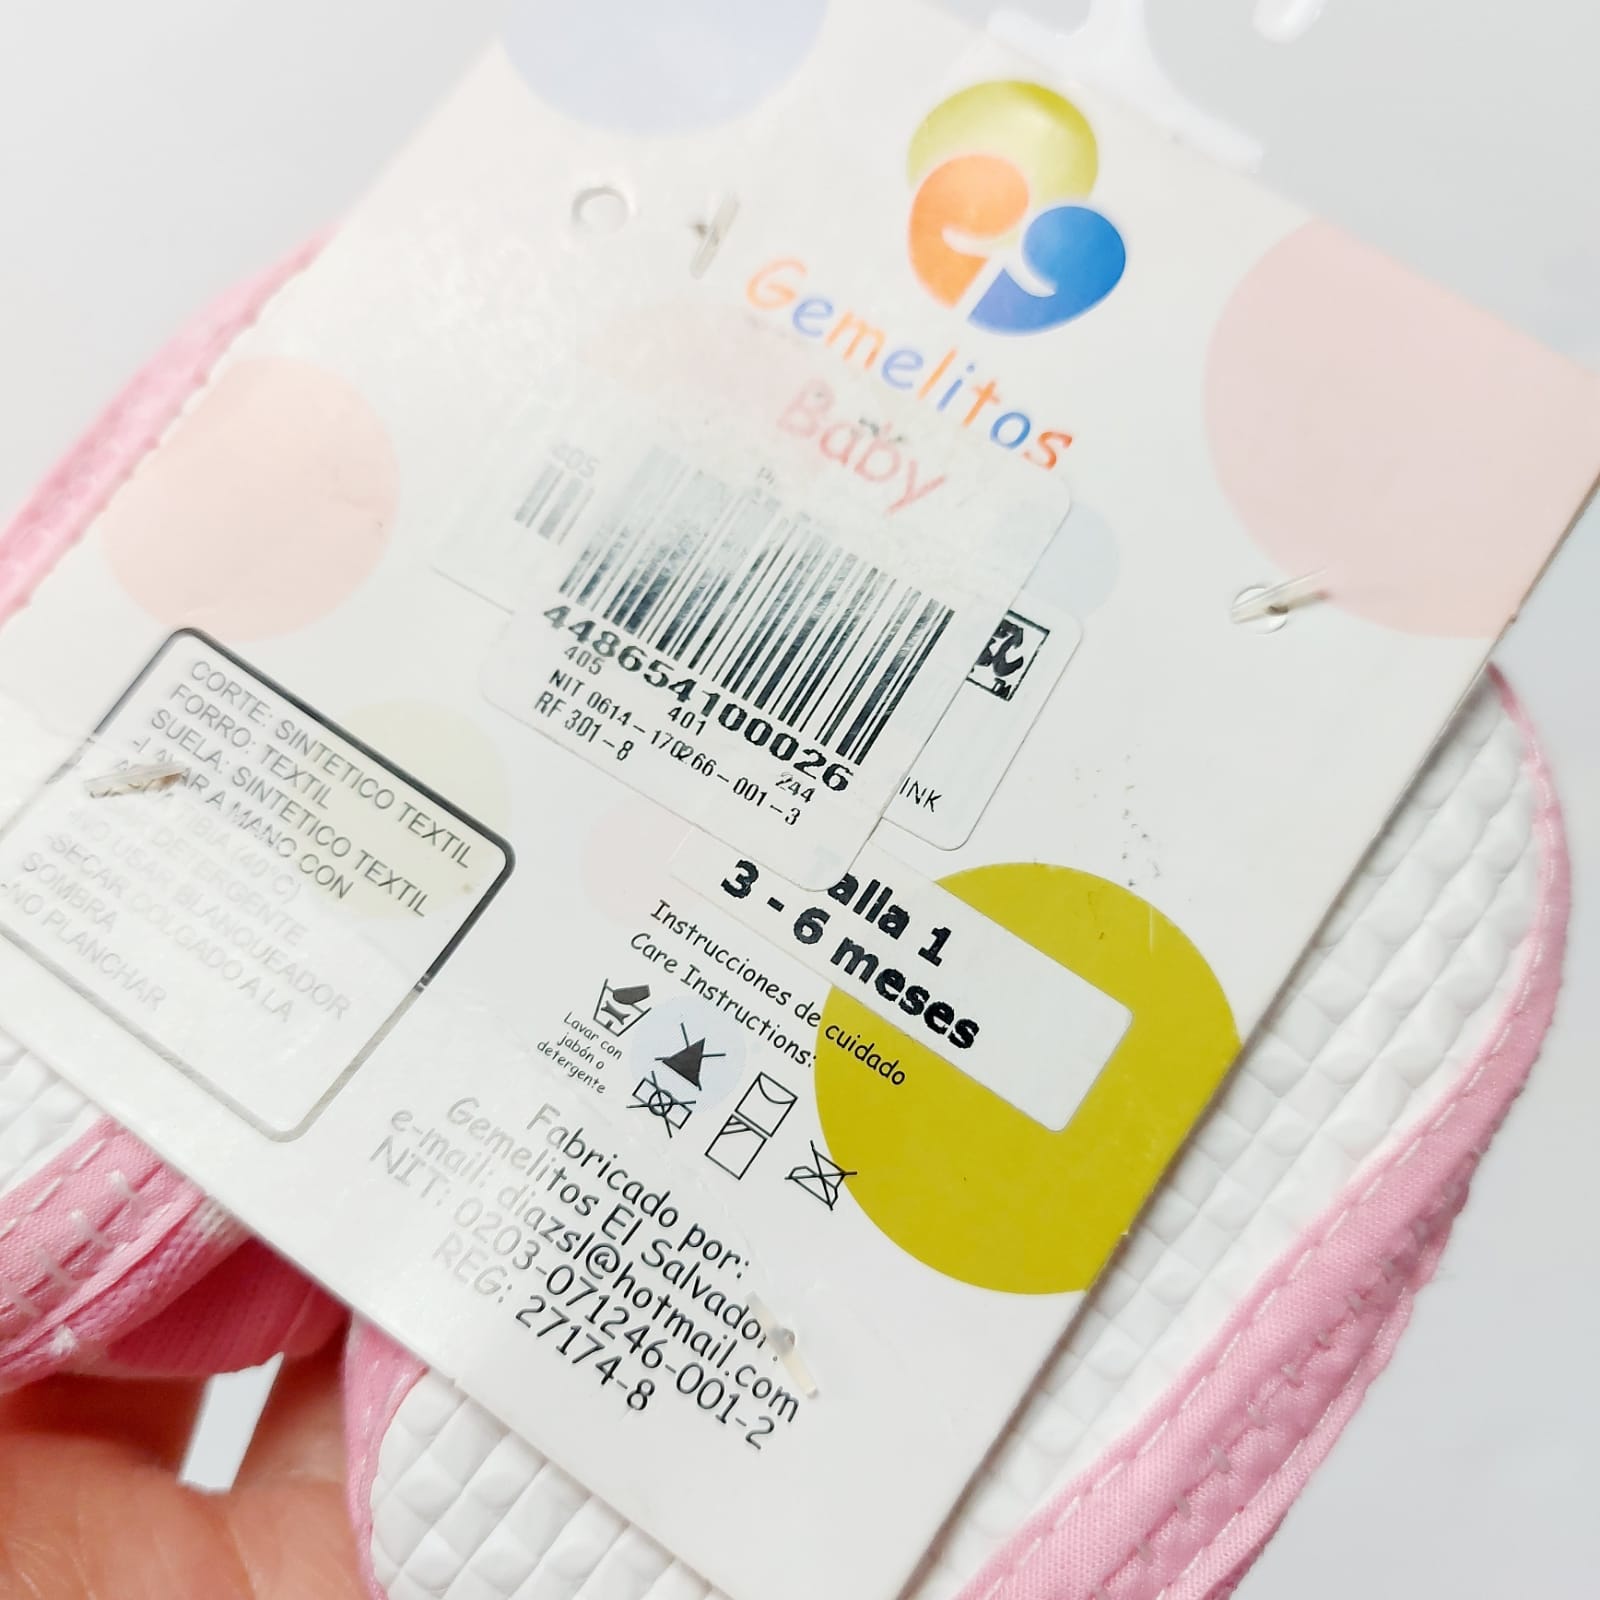 Gemelitos
Baby
405
448654100026
405 401 244
NIT 0614-170266-001-3
RF 301-8
INK
Talla 1
3 - 6 meses
CORTE: SINTETICO TEXTIL
FORRO: TEXTIL
SUELA: SINTETICO TEXTIL
-LAVAR A MANO CON
TIBIA (40°C)
DETERGENTE
-NO USAR BLANQUEADOR
-SECAR COLGADO A LA
SOMBRA
-NO PLANCHAR
Instrucciones de cuidado
Care Instructions:
Lavar con
jabón o
detergente
Fabricado por:
Gemelitos El Salvador.
e-mail: diazsl@hotmail.com
NIT: 0203-071246-001-2
REG: 27174-8